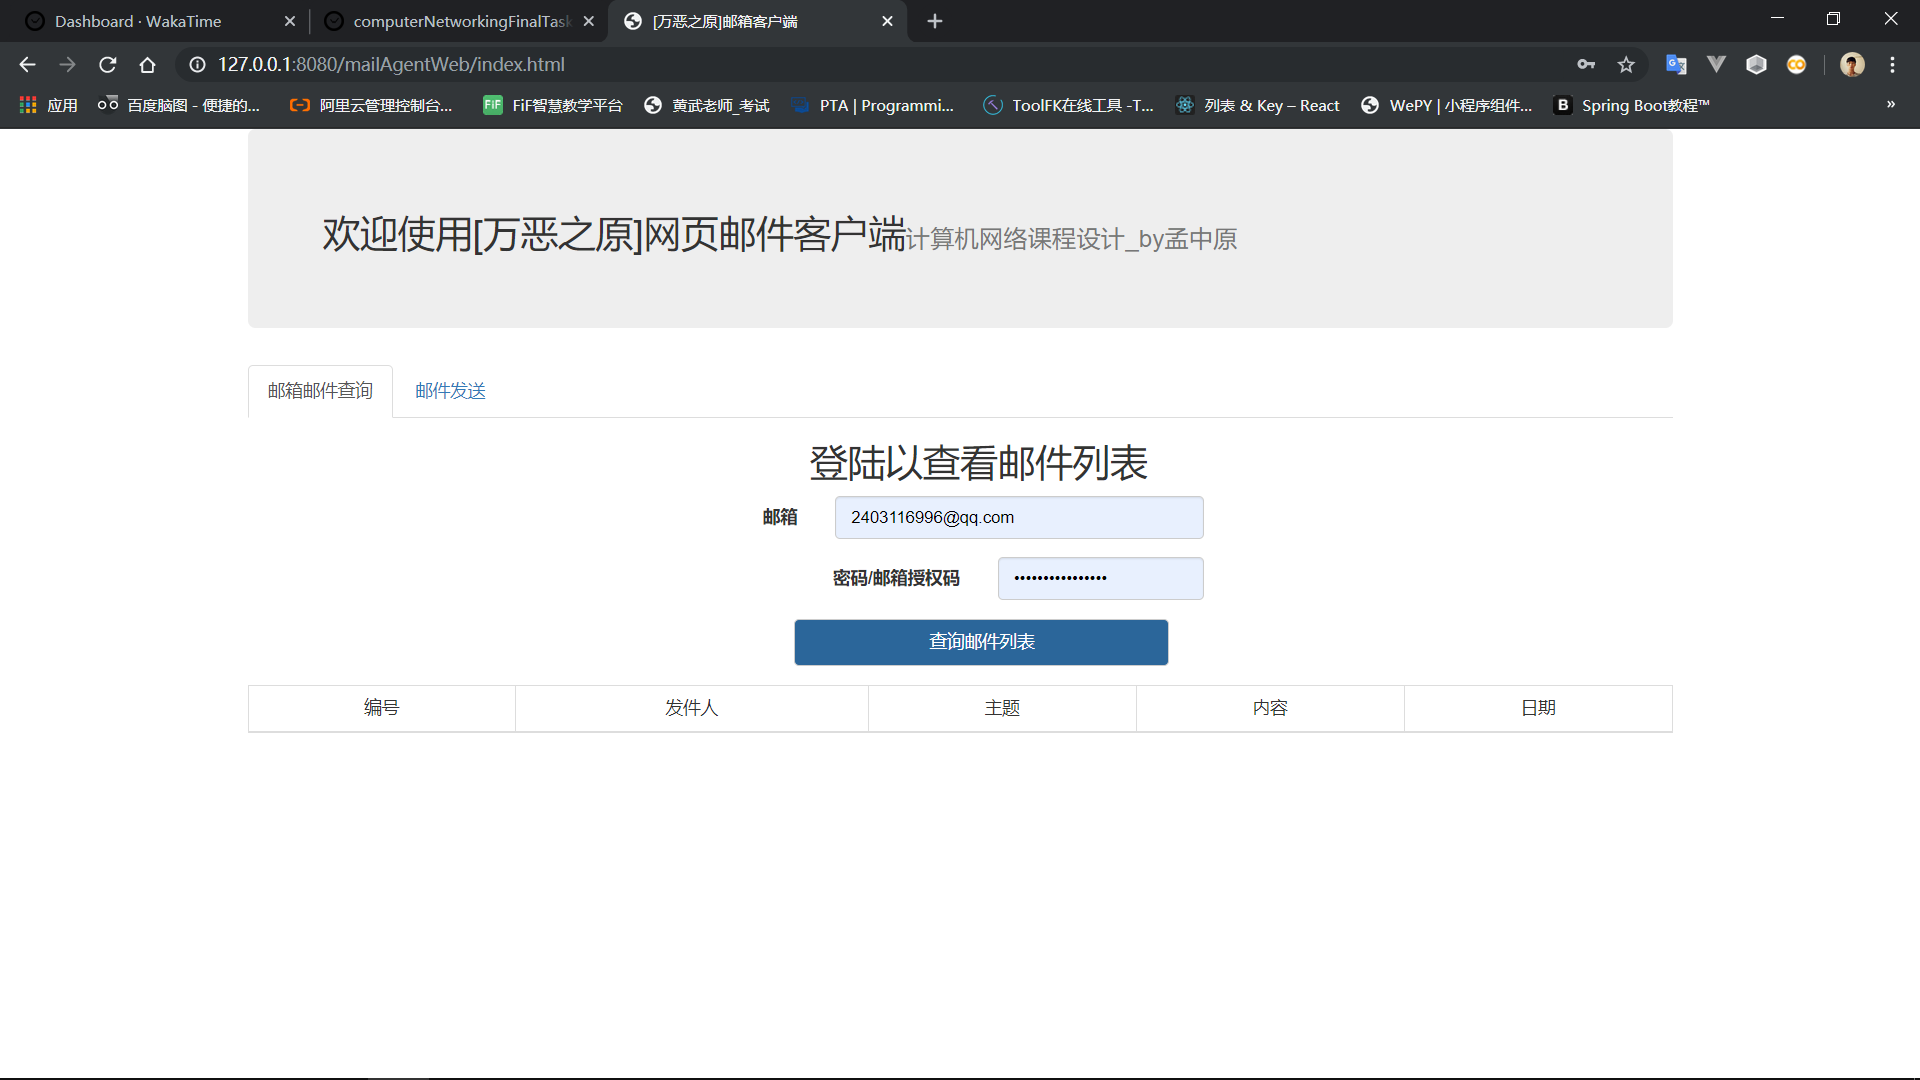 Dashboard · WakaTime
computerNetworkingFinalTask
[万恶之原]邮箱客户端
127.0.0.1:8080/mailAgentWeb/index.html
应用
百度脑图 - 便捷的...
阿里云管理控制台...
FiF FiF智慧教学平台
黄武老师_考试
PTA | Programmi...
ToolFK在线工具 -T...
列表 & Key – React
WePY | 小程序组件...
B Spring Boot教程™
»
欢迎使用[万恶之原]网页邮件客户端计算机网络课程设计_by孟中原
邮箱邮件查询
邮件发送
登陆以查看邮件列表
邮箱
2403116996@qq.com
密码/邮箱授权码
••••••••••••••••
查询邮件列表
编号
发件人
主题
内容
日期